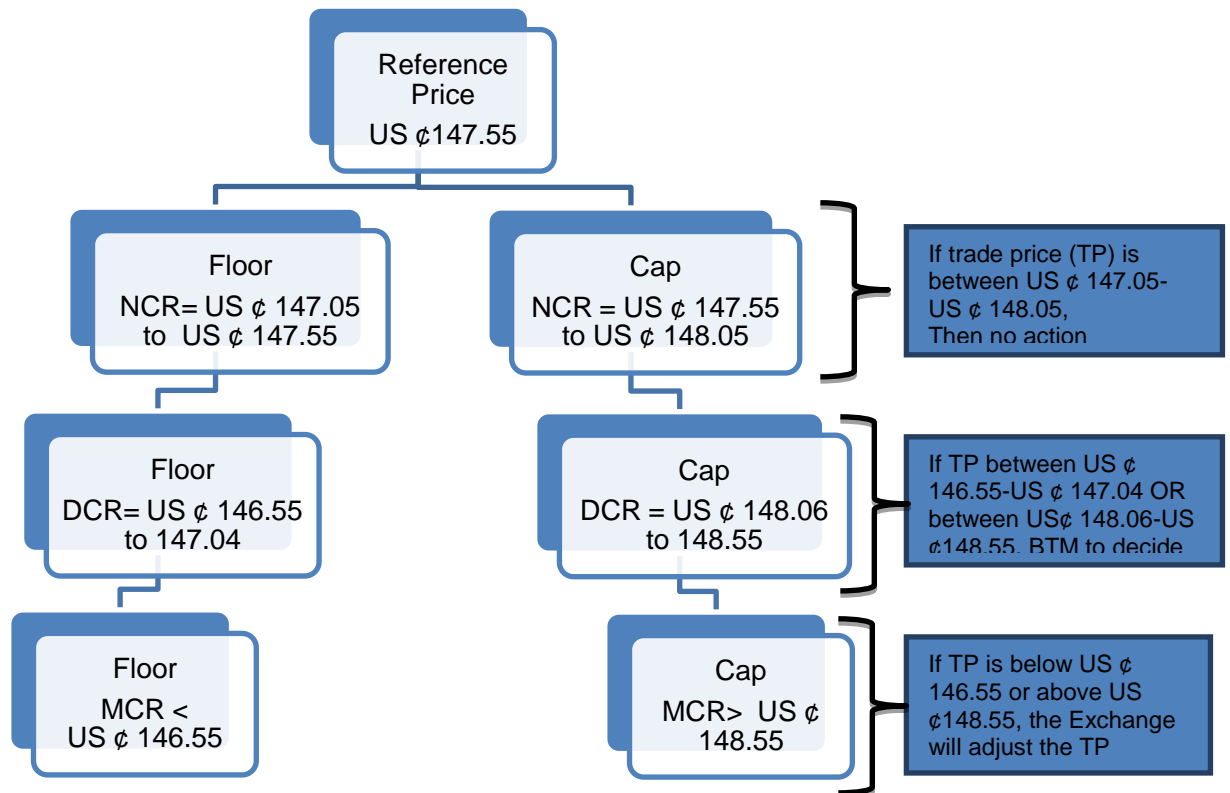 Reference
Price
US ¢147.55
Floor
NCR= US ¢ 147.05
to US ¢ 147.55
Cap
NCR = US ¢ 147.55
to US ¢ 148.05
If trade price (TP) is
between US ¢ 147.05-
US ¢ 148.05,
Then no action
Floor
DCR= US ¢ 146.55
to 147.04
Cap
DCR = US ¢ 148.06
to 148.55
If TP between US ¢
146.55-US ¢ 147.04 OR
between US¢ 148.06-US
¢148.55, BTM to decide
Floor
MCR <
US ¢ 146.55
Cap
MCR> US ¢
148.55
If TP is below US ¢
146.55 or above US
¢148.55, the Exchange
will adjust the TP